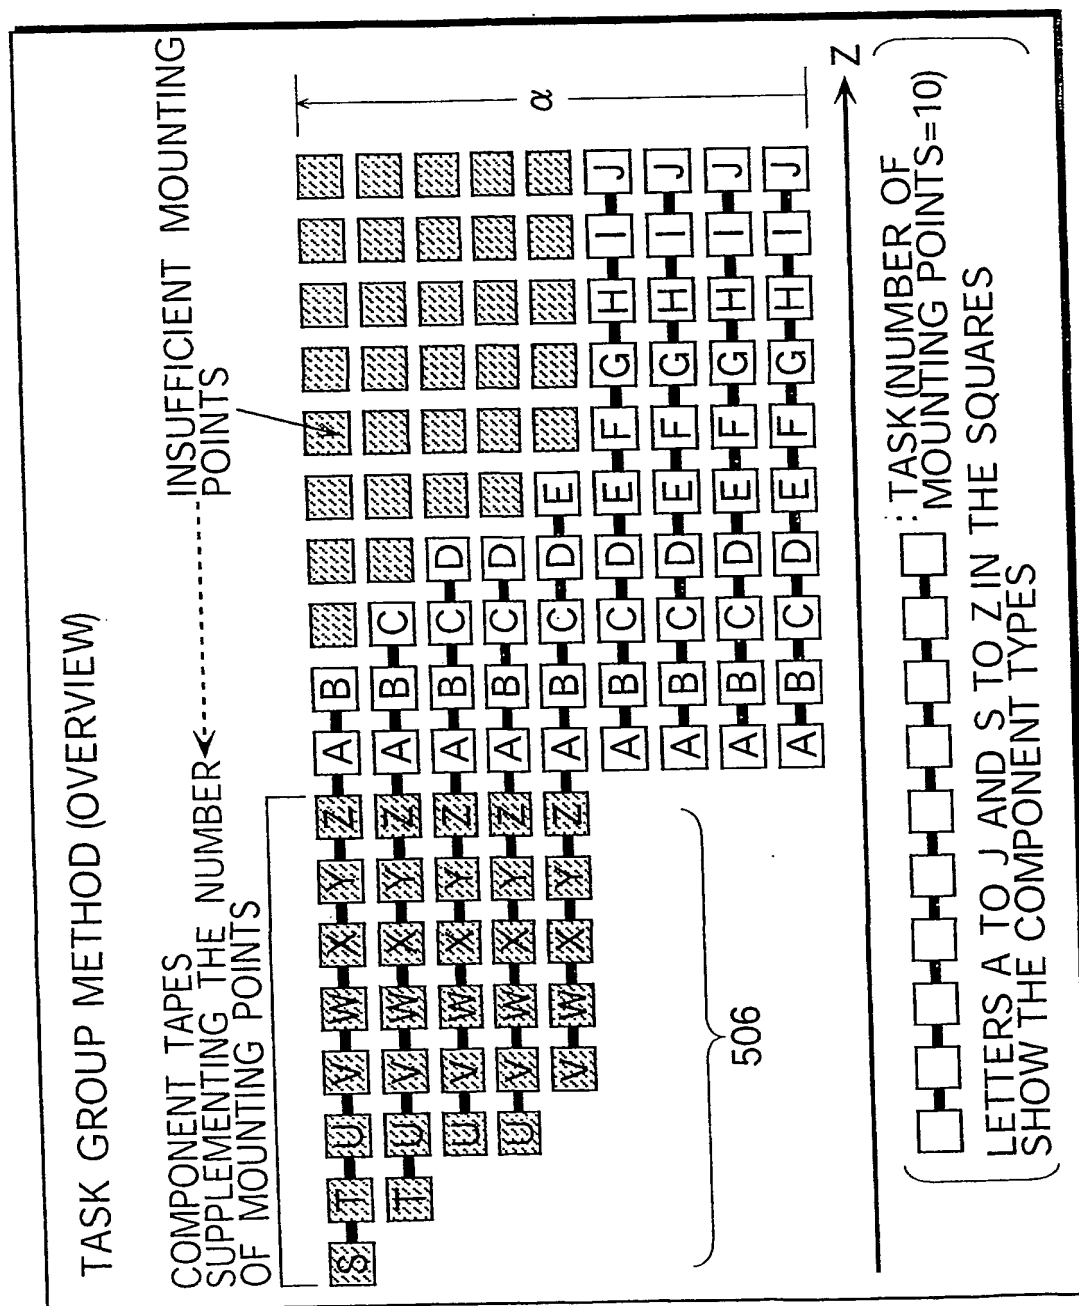 TASK GROUP METHOD (OVERVIEW)
COMPONENT TAPES
SUPPLEMENTING THE NUMBER
OF MOUNTING POINTS
INSUFFICIENT MOUNTING
POINTS
S T U V W X Y Z A B
T U V W X Y Z A B C
U V W X Y Z A B C D
U V W X Y Z A B C D
V W X Y Z A B C D E
A B C D E F G H I J
A B C D E F G H I J
A B C D E F G H I J
A B C D E F G H I J
α
506
Z
: TASK (NUMBER OF
MOUNTING POINTS=10)
LETTERS A TO J AND S TO Z IN THE SQUARES
SHOW THE COMPONENT TYPES